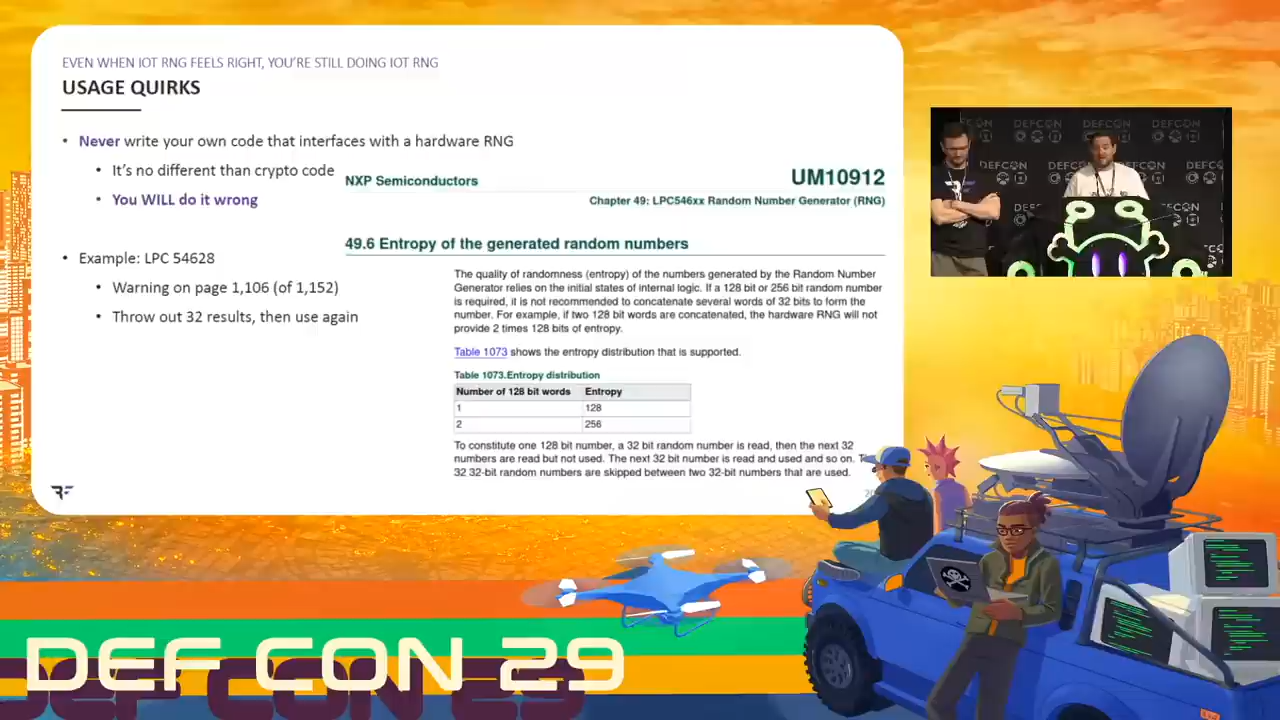 EVEN WHEN IOT RNG FEELS RIGHT, YOU'RE STILL DOING IOT RNG
USAGE QUIRKS
• Never write your own code that interfaces with a hardware RNG
• It's no different than crypto code
• You WILL do it wrong
• Example: LPC 54628
• Warning on page 1,106 (of 1,152)
• Throw out 32 results, then use again
NXP Semiconductors
UM10912
Chapter 49: LPC546xx Random Number Generator (RNG)
49.6 Entropy of the generated random numbers
The quality of randomness (entropy) of the numbers generated by the Random Number
Generator relies on the initial states of internal logic. If a 128 bit or 256 bit random number
is required, it is not recommended to concatenate several words of 32 bits to form the
number. For example, if two 128 bit words are concatenated, the hardware RNG will not
provide 2 times 128 bits of entropy.
Table 1073 shows the entropy distribution that is supported.
Table 1073.Entropy distribution
Number of 128 bit words Entropy
1 128
2 256
To constitute one 128 bit number, a 32 bit random number is read, then the next 32
numbers are read but not used. The next 32 bit number is read and used and so on.
32 32-bit random numbers are skipped between two 32-bit numbers that are used.
DEFCON DEFCON DEFCON
DEFCON DEFCON
DEF CON 29
DEF CON 29